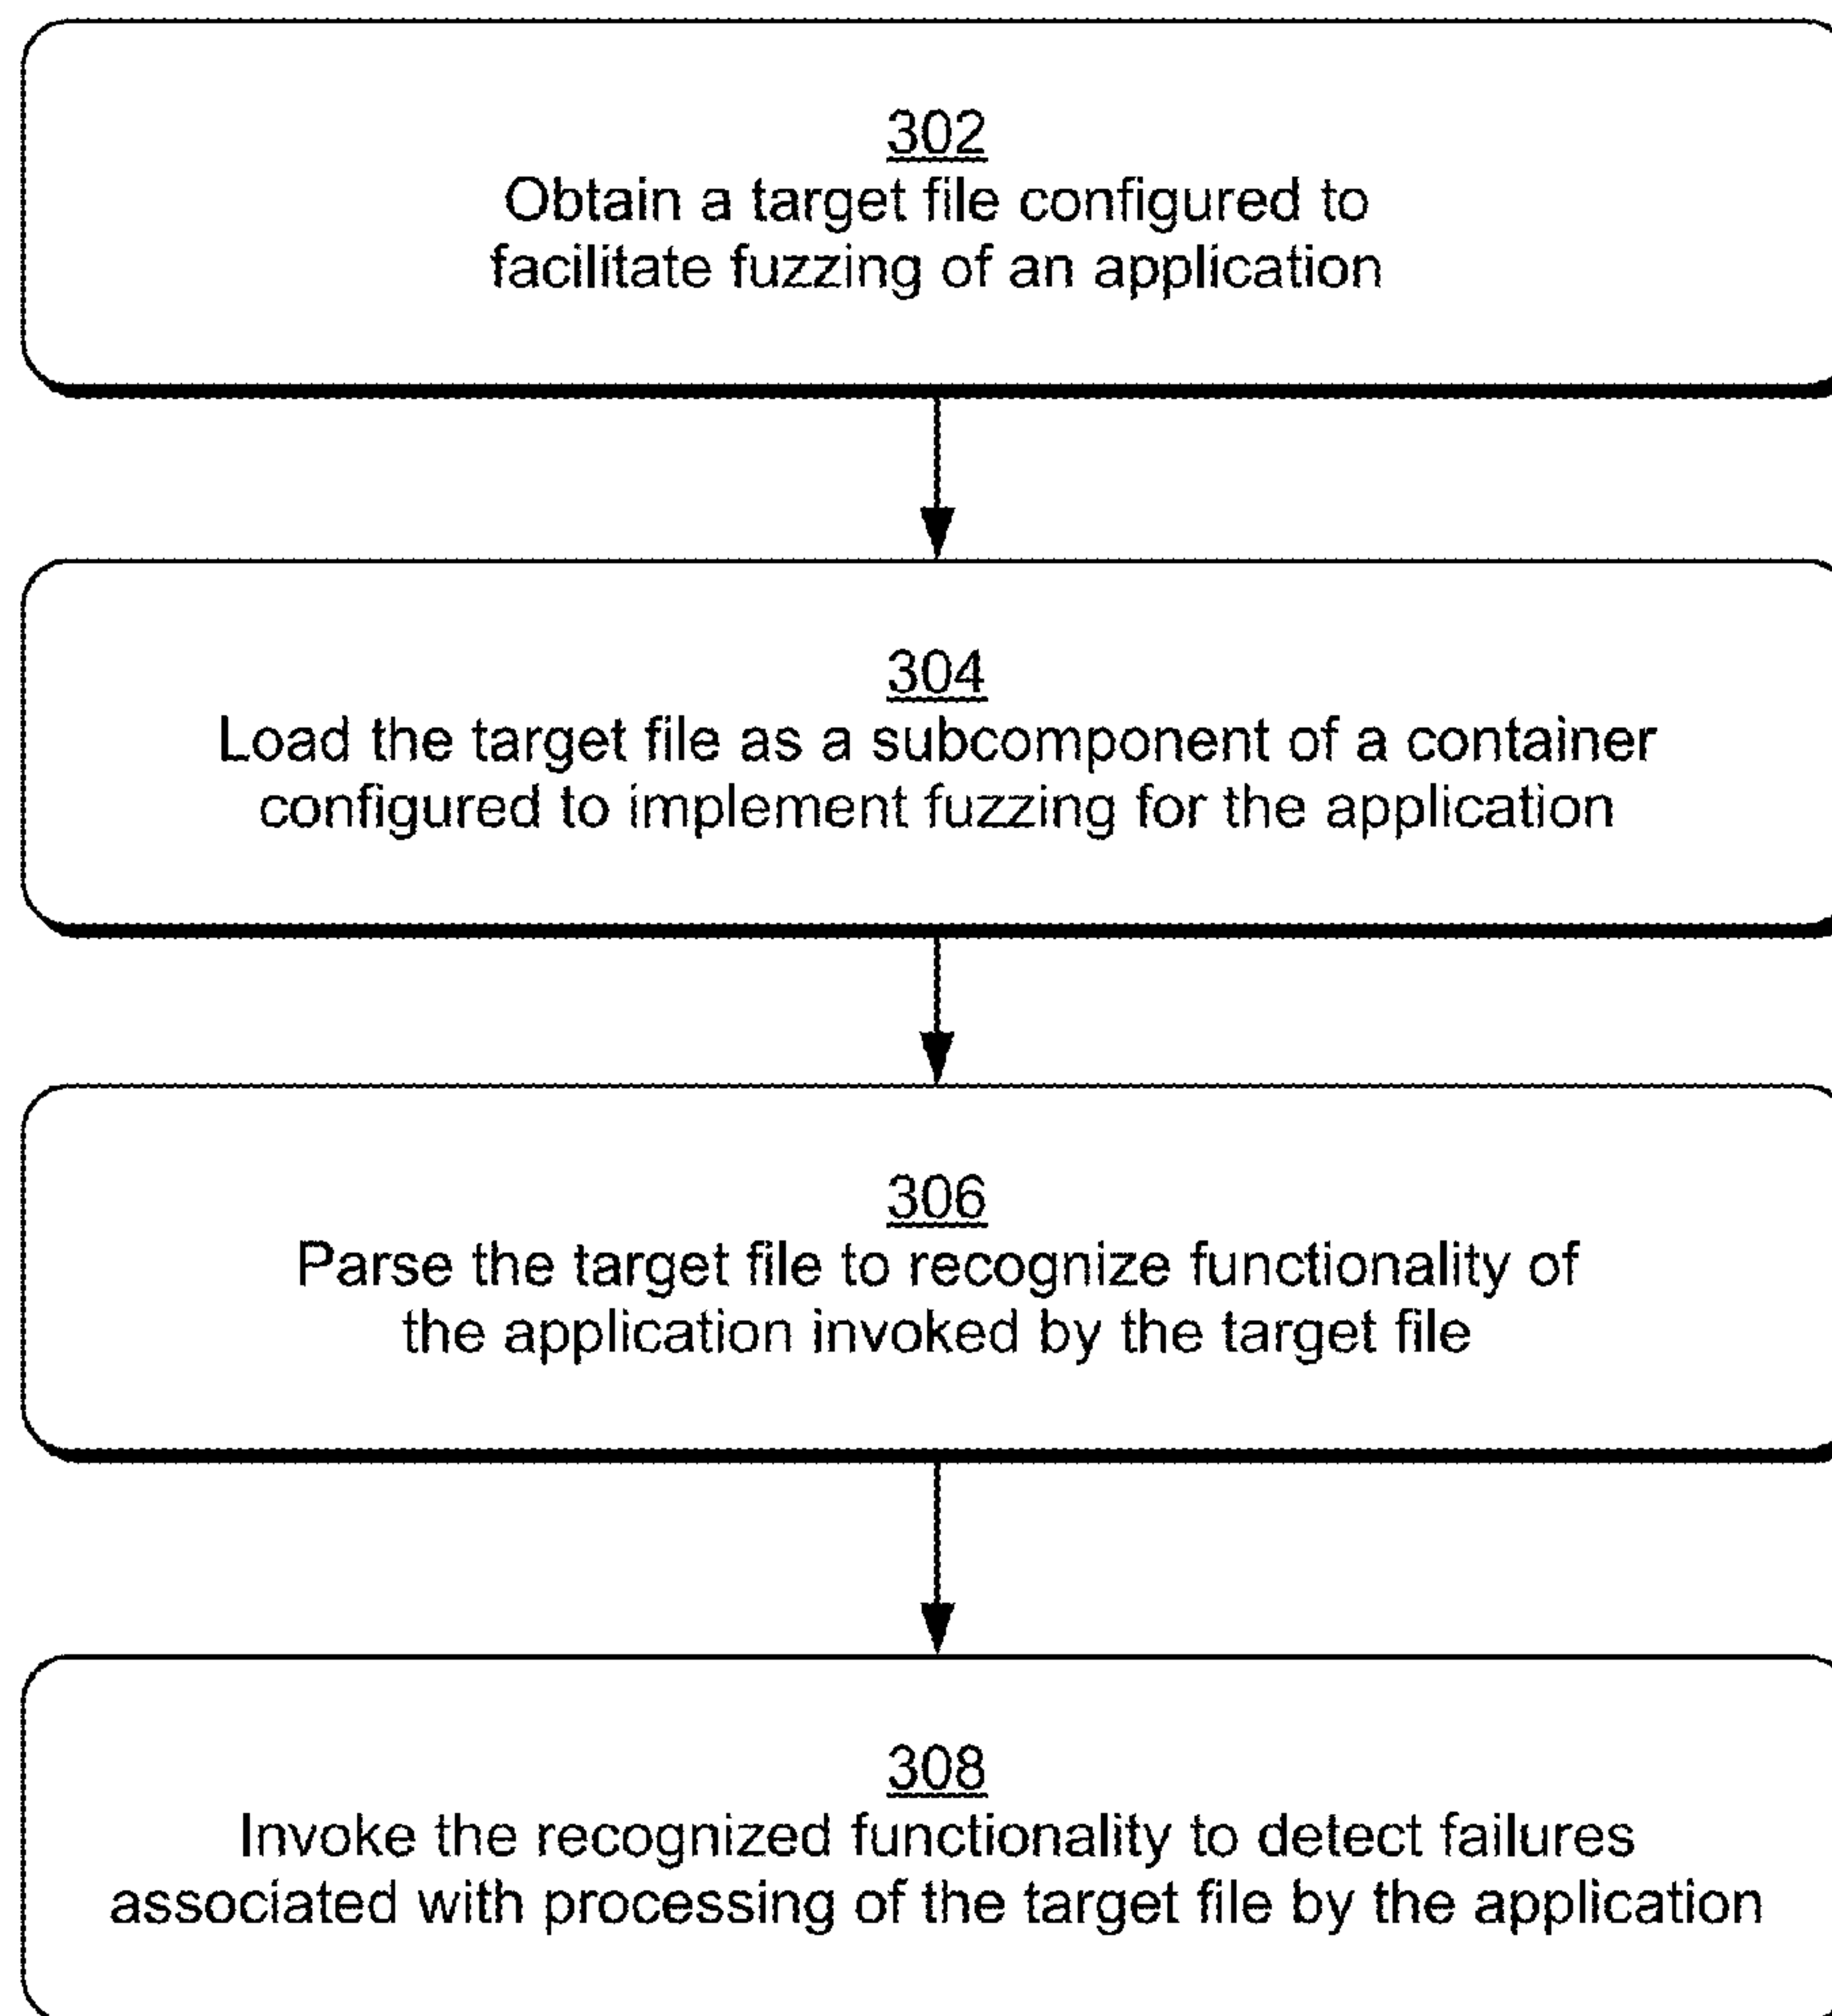 302
Obtain a target file configured to
facilitate fuzzing of an application
304
Load the target file as a subcomponent of a container
configured to implement fuzzing for the application
306
Parse the target file to recognize functionality of
the application invoked by the target file
308
Invoke the recognized functionality to detect failures
associated with processing of the target file by the application